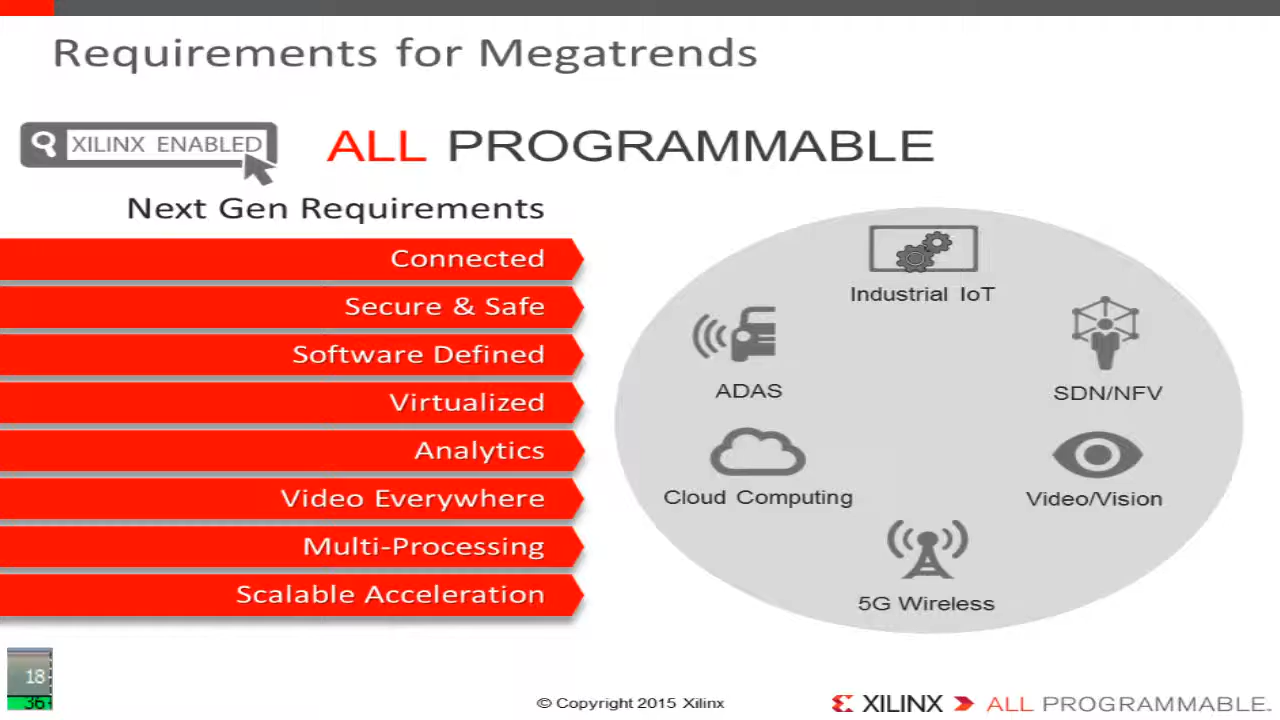 Requirements for Megatrends
XILINX ENABLED
ALL PROGRAMMABLE
Next Gen Requirements
Connected
Secure & Safe
Software Defined
Virtualized
Analytics
Video Everywhere
Multi-Processing
Scalable Acceleration
Industrial IoT
ADAS
SDN/NFV
Cloud Computing
Video/Vision
5G Wireless
18
36
© Copyright 2015 Xilinx
XILINX ALL PROGRAMMABLE.